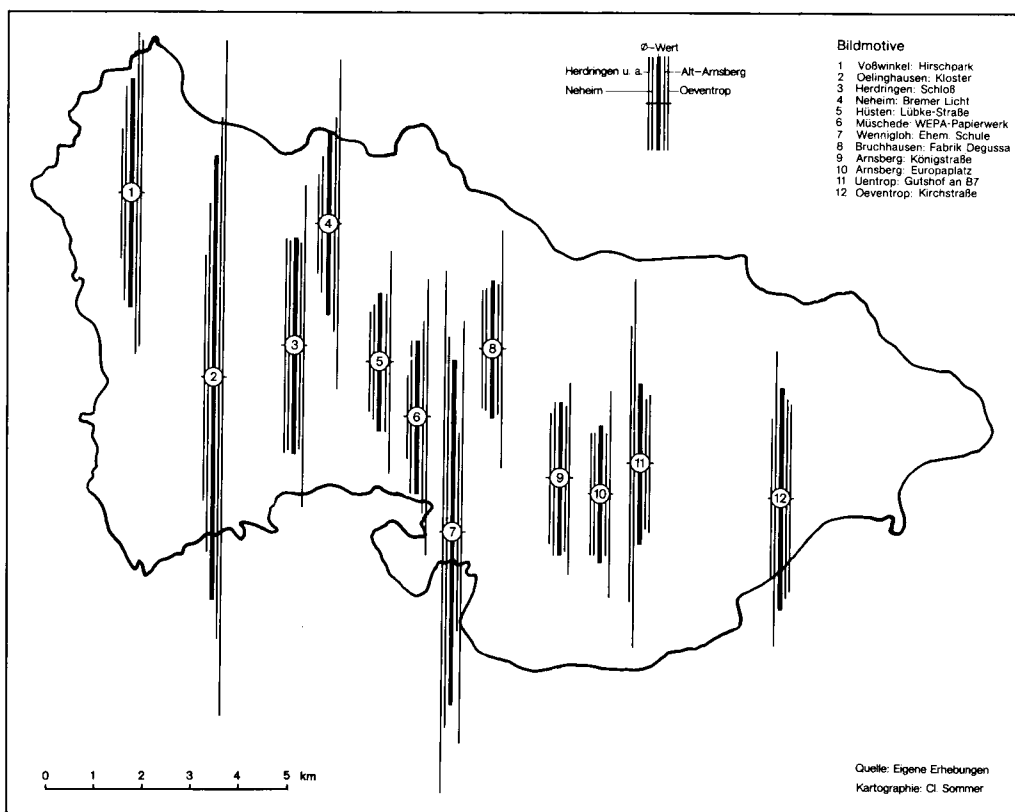 Ø-Wert
Herdringen u. a.
Alt-Arnsberg
Neheim
Oeventrop
Bildmotive
1 Voßwinkel: Hirschpark
2 Oelinghausen: Kloster
3 Herdringen: Schloß
4 Neheim: Bremer Licht
5 Hüsten: Lübke-Straße
6 Müschede: WEPA-Papierwerk
7 Wennigloh: Ehem. Schule
8 Bruchhausen: Fabrik Degussa
9 Arnsberg: Königstraße
10 Arnsberg: Europaplatz
11 Uentrop: Gutshof an B7
12 Oeventrop: Kirchstraße
1
2
3
4
5
6
7
8
9
10
11
12
0 1 2 3 4 5 km
Quelle: Eigene Erhebungen
Kartographie: Cl. Sommer